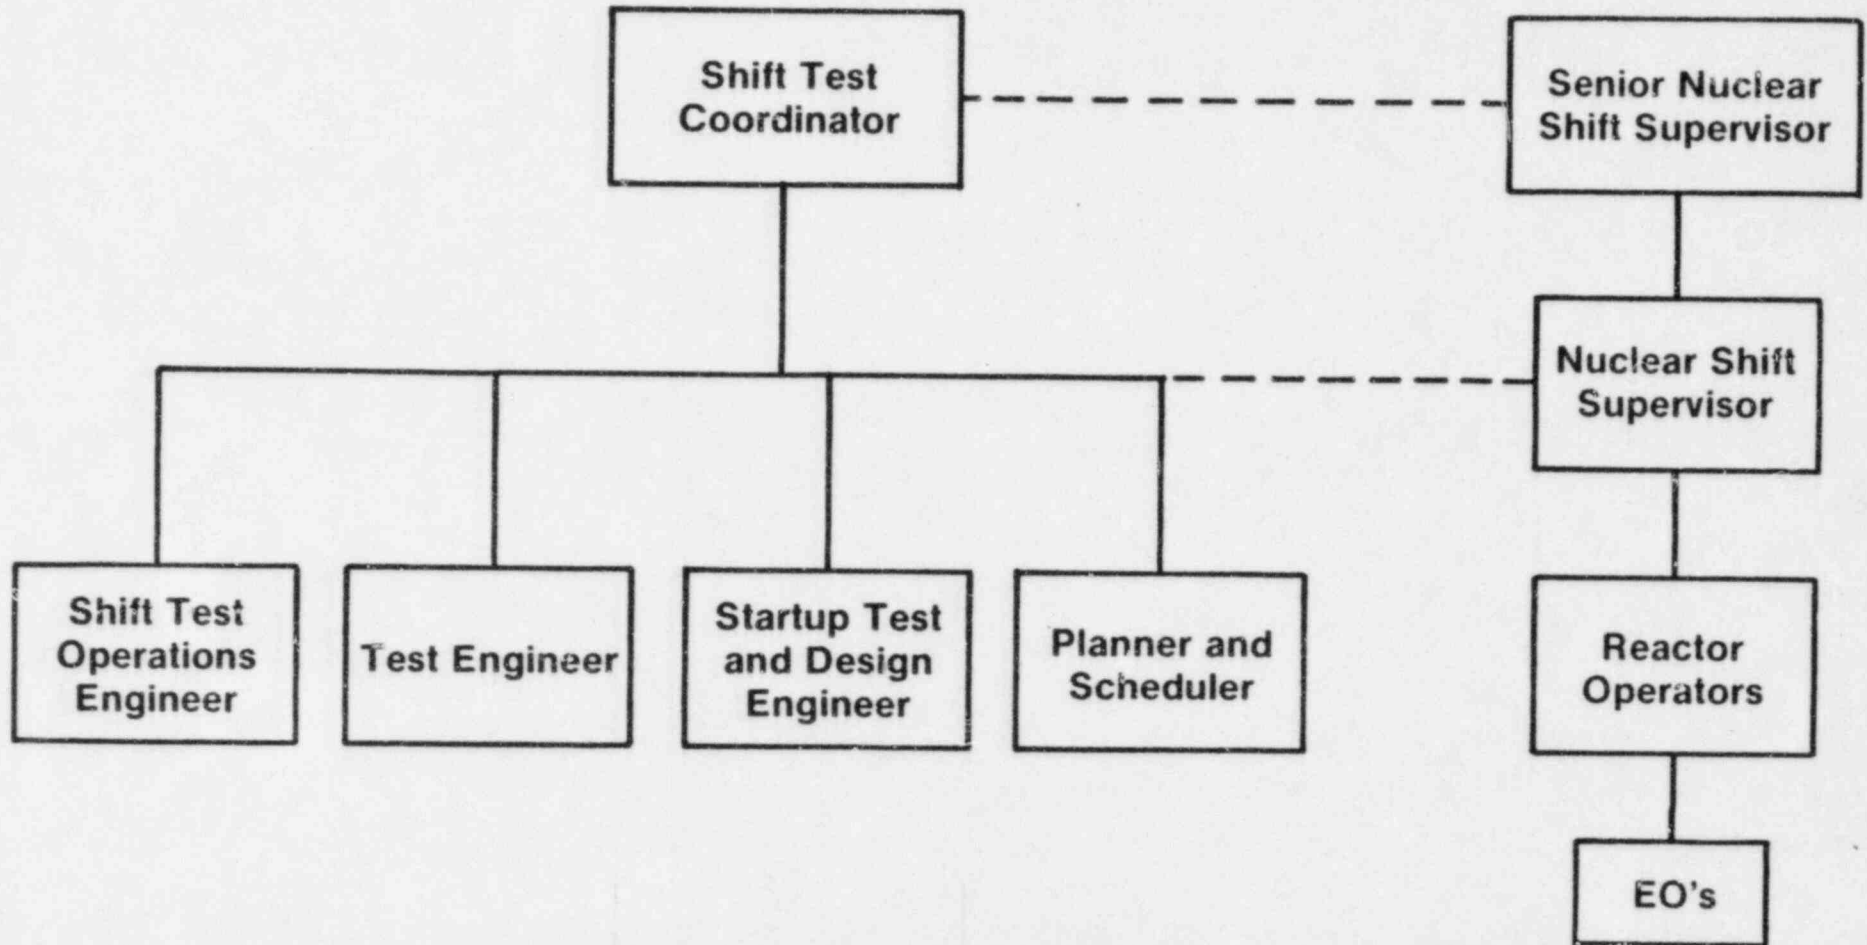 Shift Test
Coordinator
Senior Nuclear
Shift Supervisor
Nuclear Shift
Supervisor
Shift Test
Operations
Engineer
Test Engineer
Startup Test
and Design
Engineer
Planner and
Scheduler
Reactor
Operators
EO's